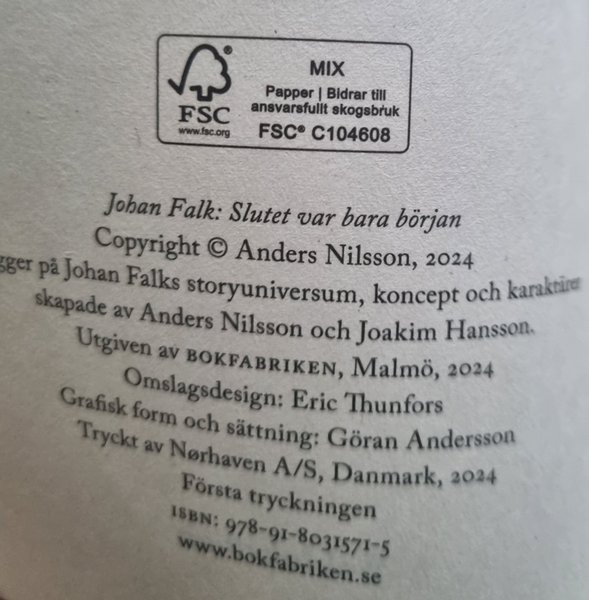 FSC®
www.fsc.org
MIX
Papper | Bidrar till
ansvarsfullt skogsbruk
FSC® C104608
Johan Falk: Slutet var bara början
Copyright © Anders Nilsson, 2024
gger på Johan Falks storyuniversum, koncept och karaktärer
skapade av Anders Nilsson och Joakim Hansson.
Utgiven av BOKFABRIKEN, Malmö, 2024
Omslagsdesign: Eric Thunfors
Grafisk form och sättning: Göran Andersson
Tryckt av Nørhaven A/S, Danmark, 2024
Första tryckningen
ISBN: 978-91-8031571-5
www.bokfabriken.se